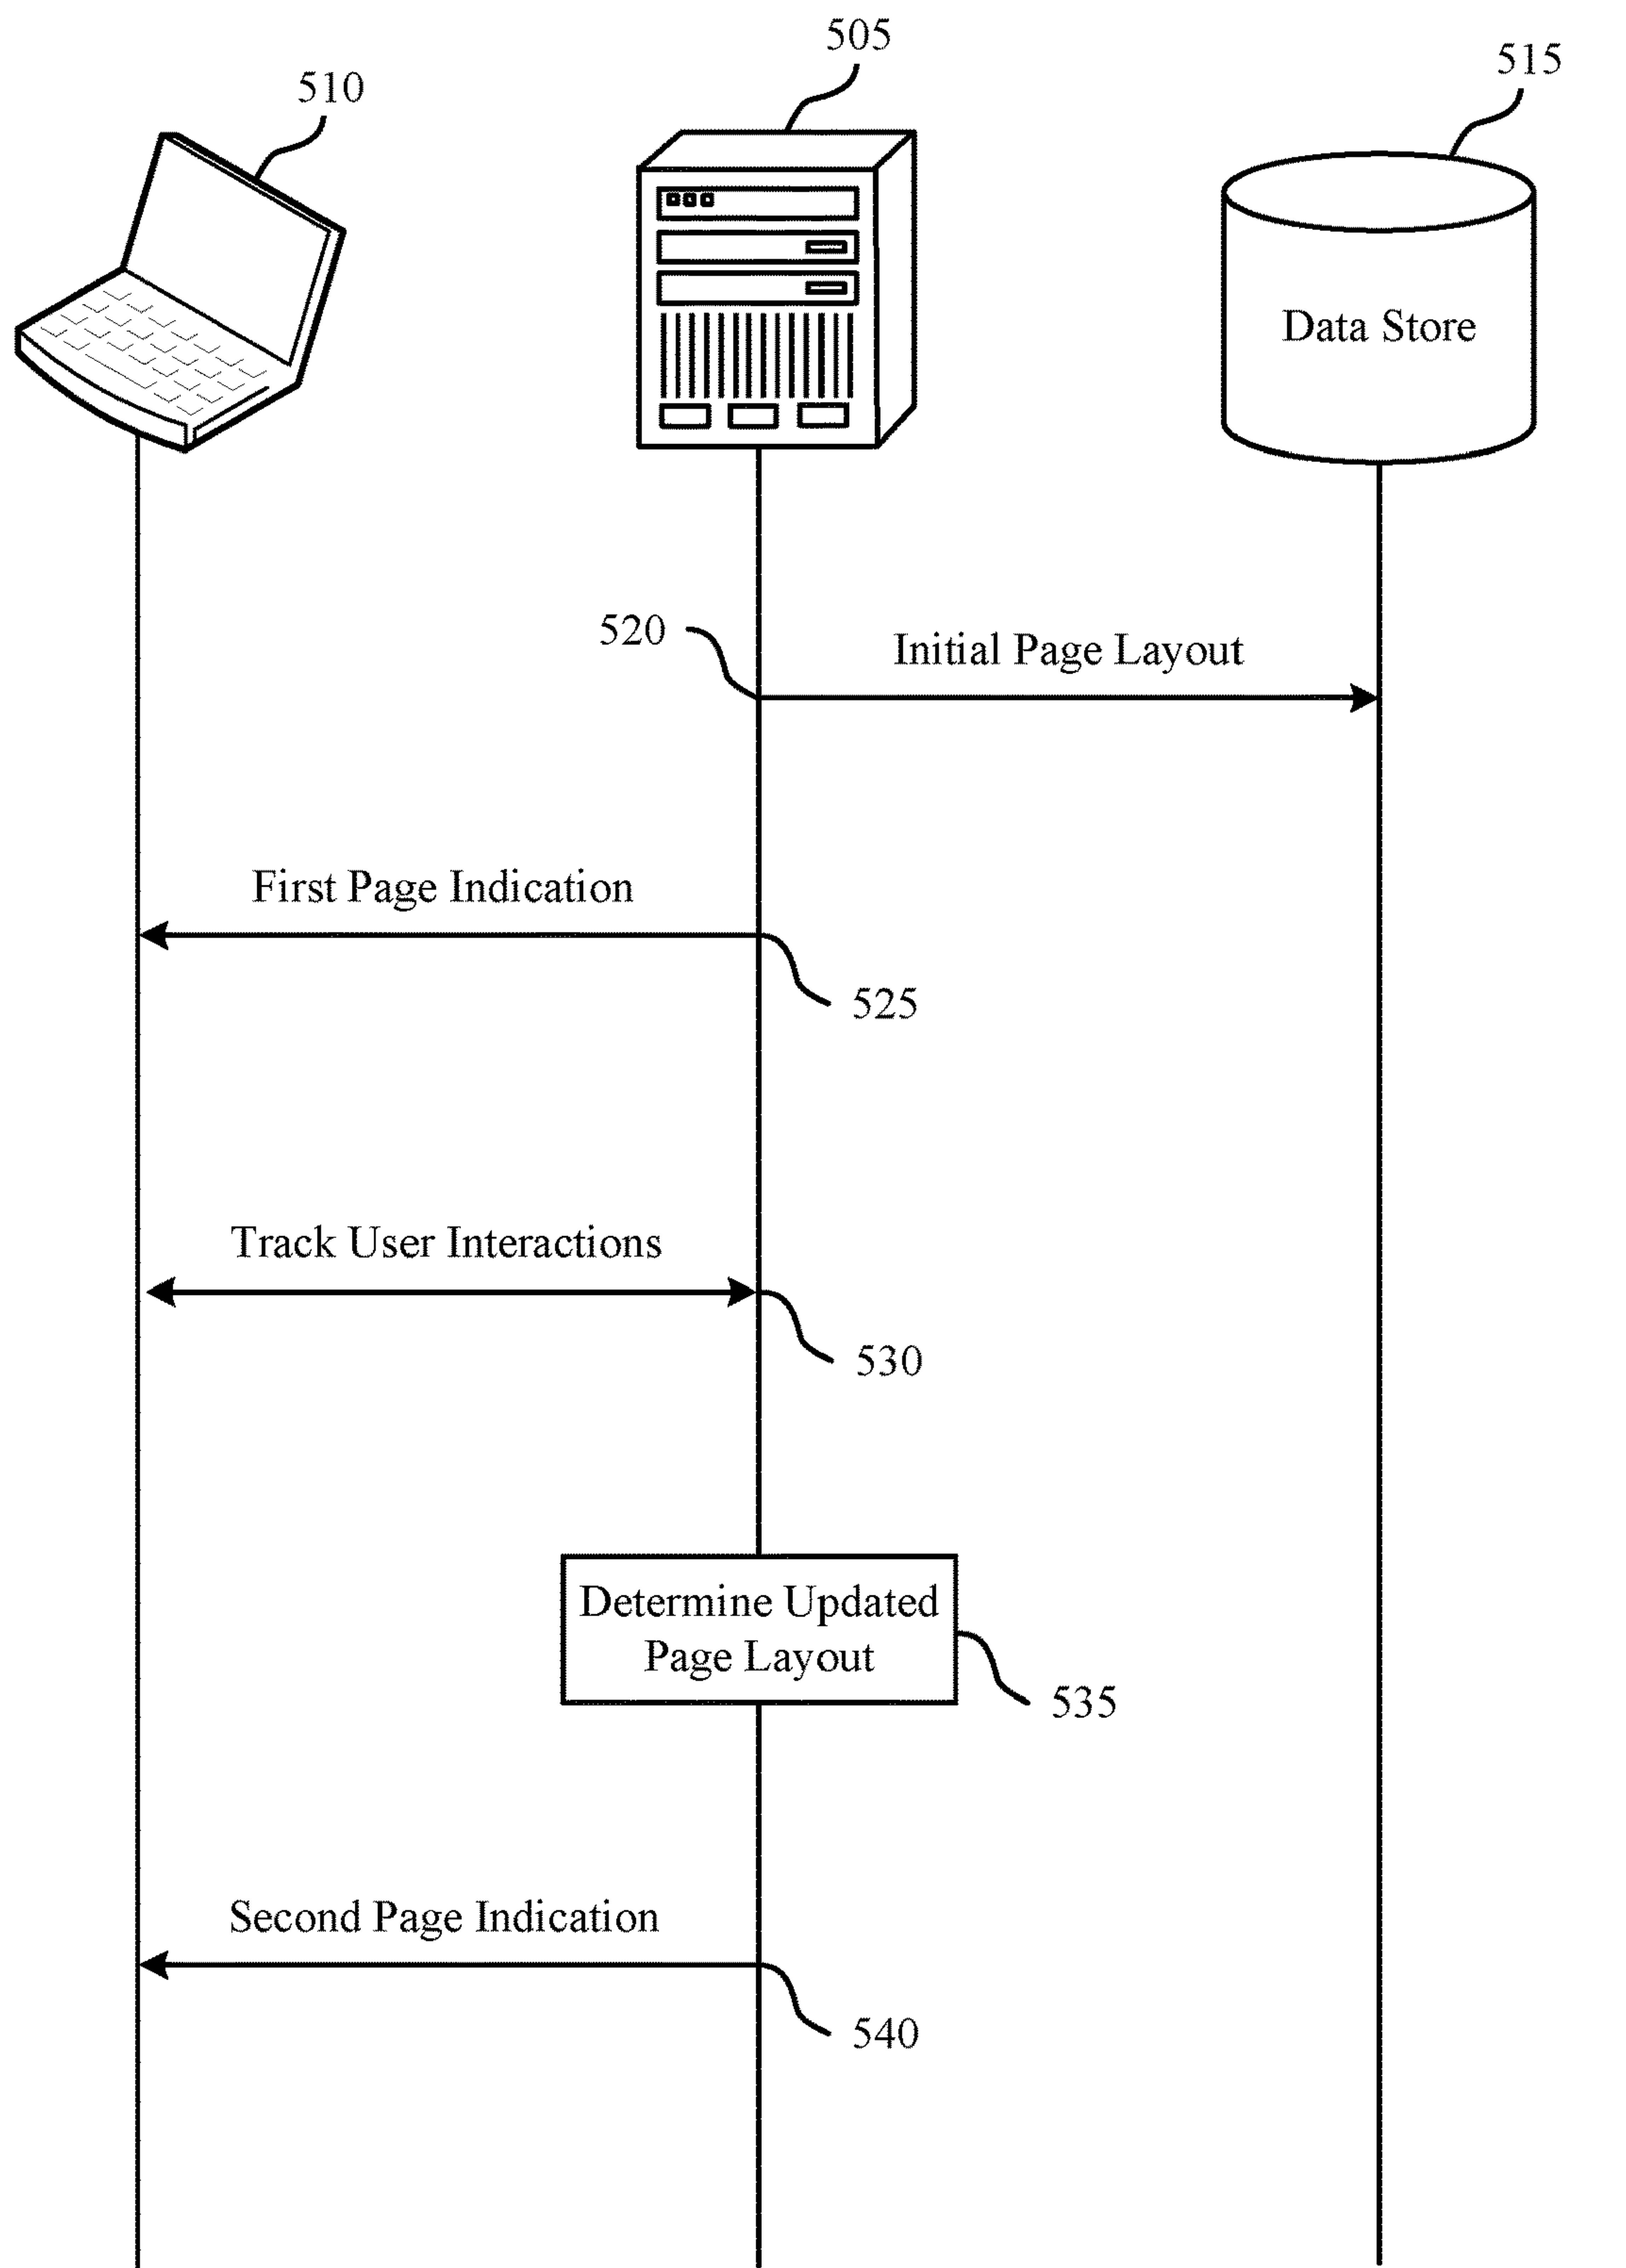 505
515
510
Data Store
520
Initial Page Layout
First Page Indication
525
Track User Interactions
530
Determine Updated
Page Layout
535
Second Page Indication
540